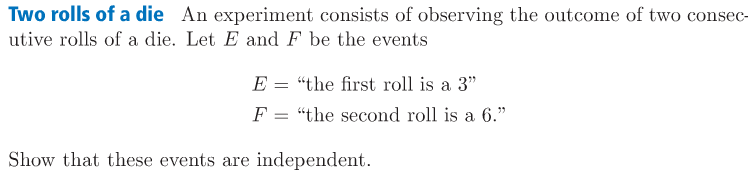 Two rolls of a die An experiment consists of observing the outcome of two consec-
utive rolls of a die. Let E and F be the events
E = “the first roll is a 3”
F = “the second roll is a 6.”
Show that these events are independent.